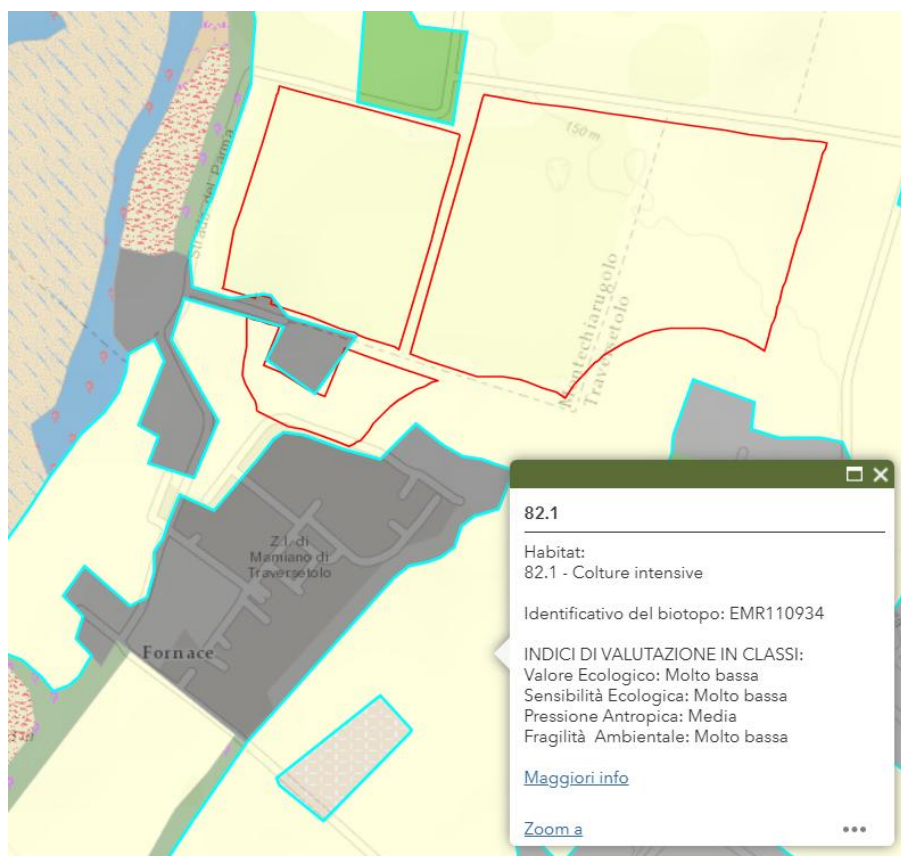 Strada del Parma
150 m
Montechiarugolo
Traversetolo
Z.I. di
Mamiano di
Traversetolo
Fornace
82.1
Habitat:
82.1 - Colture intensive
Identificativo del biotopo: EMR110934
INDICI DI VALUTAZIONE IN CLASSI:
Valore Ecologico: Molto bassa
Sensibilità Ecologica: Molto bassa
Pressione Antropica: Media
Fragilità Ambientale: Molto bassa
Maggiori info
Zoom a